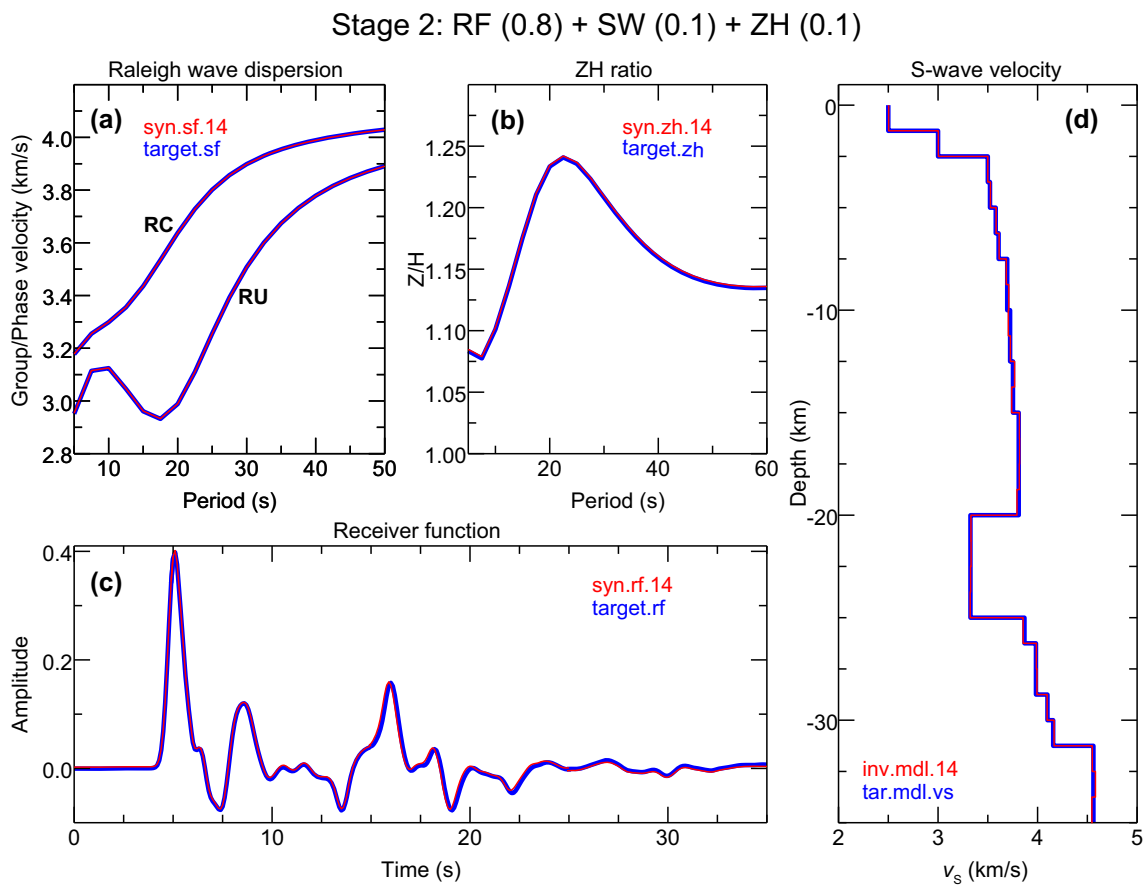 Stage 2: RF (0.8) + SW (0.1) + ZH (0.1)
Raleigh wave dispersion
(a)
syn.sf.14
target.sf
RC
RU
Group/Phase velocity (km/s)
4.0
3.8
3.6
3.4
3.2
3.0
2.8
10 20 30 40 50
Period (s)
ZH ratio
(b)
syn.zh.14
target.zh
Z/H
1.25
1.20
1.15
1.10
1.05
1.00
20 40 60
Period (s)
Receiver function
(c)
syn.rf.14
target.rf
Amplitude
0.4
0.2
0.0
0 10 20 30
Time (s)
S-wave velocity
(d)
Depth (km)
0
-10
-20
-30
inv.mdl.14
tar.mdl.vs
2 3 4 5
vs (km/s)